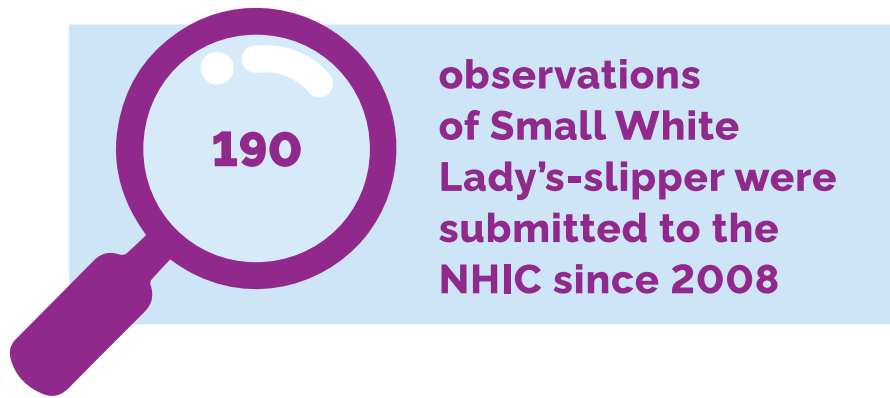 190
observations
of Small White
Lady’s-slipper were
submitted to the
NHIC since 2008